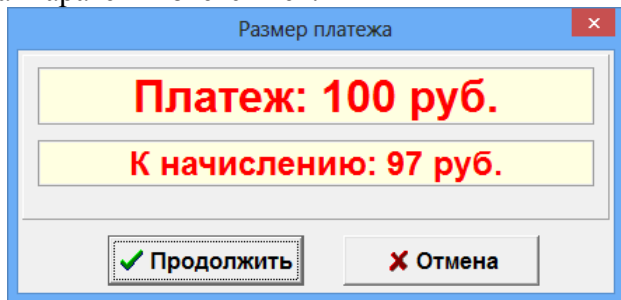 Размер платежа
Платеж: 100 руб.
К начислению: 97 руб.
Продолжить
Отмена